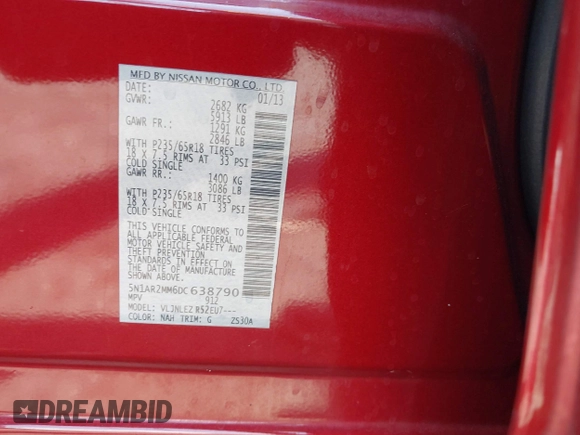 MFD BY NISSAN MOTOR CO., LTD.
DATE: 01/13
GVWR: 2682 KG
5913 LB
GAWR FR.: 1291 KG
2846 LB
WITH P235/65R18 TIRES
18 X 7.5 RIMS AT 33 PSI
COLD SINGLE
GAWR RR.: 1400 KG
3086 LB
WITH P235/65R18 TIRES
18 X 7.5 RIMS AT 33 PSI
COLD SINGLE
THIS VEHICLE CONFORMS TO
ALL APPLICABLE FEDERAL
MOTOR VEHICLE SAFETY AND
THEFT PREVENTION
STANDARDS IN EFFECT ON
THE DATE OF MANUFACTURE
SHOWN ABOVE.
5N1AR2MM6DC638790
MPV 912
MODEL: VLJNLEZ R52EU7---
COLOR: NAH TRIM: G ZS30A
DREAMBID